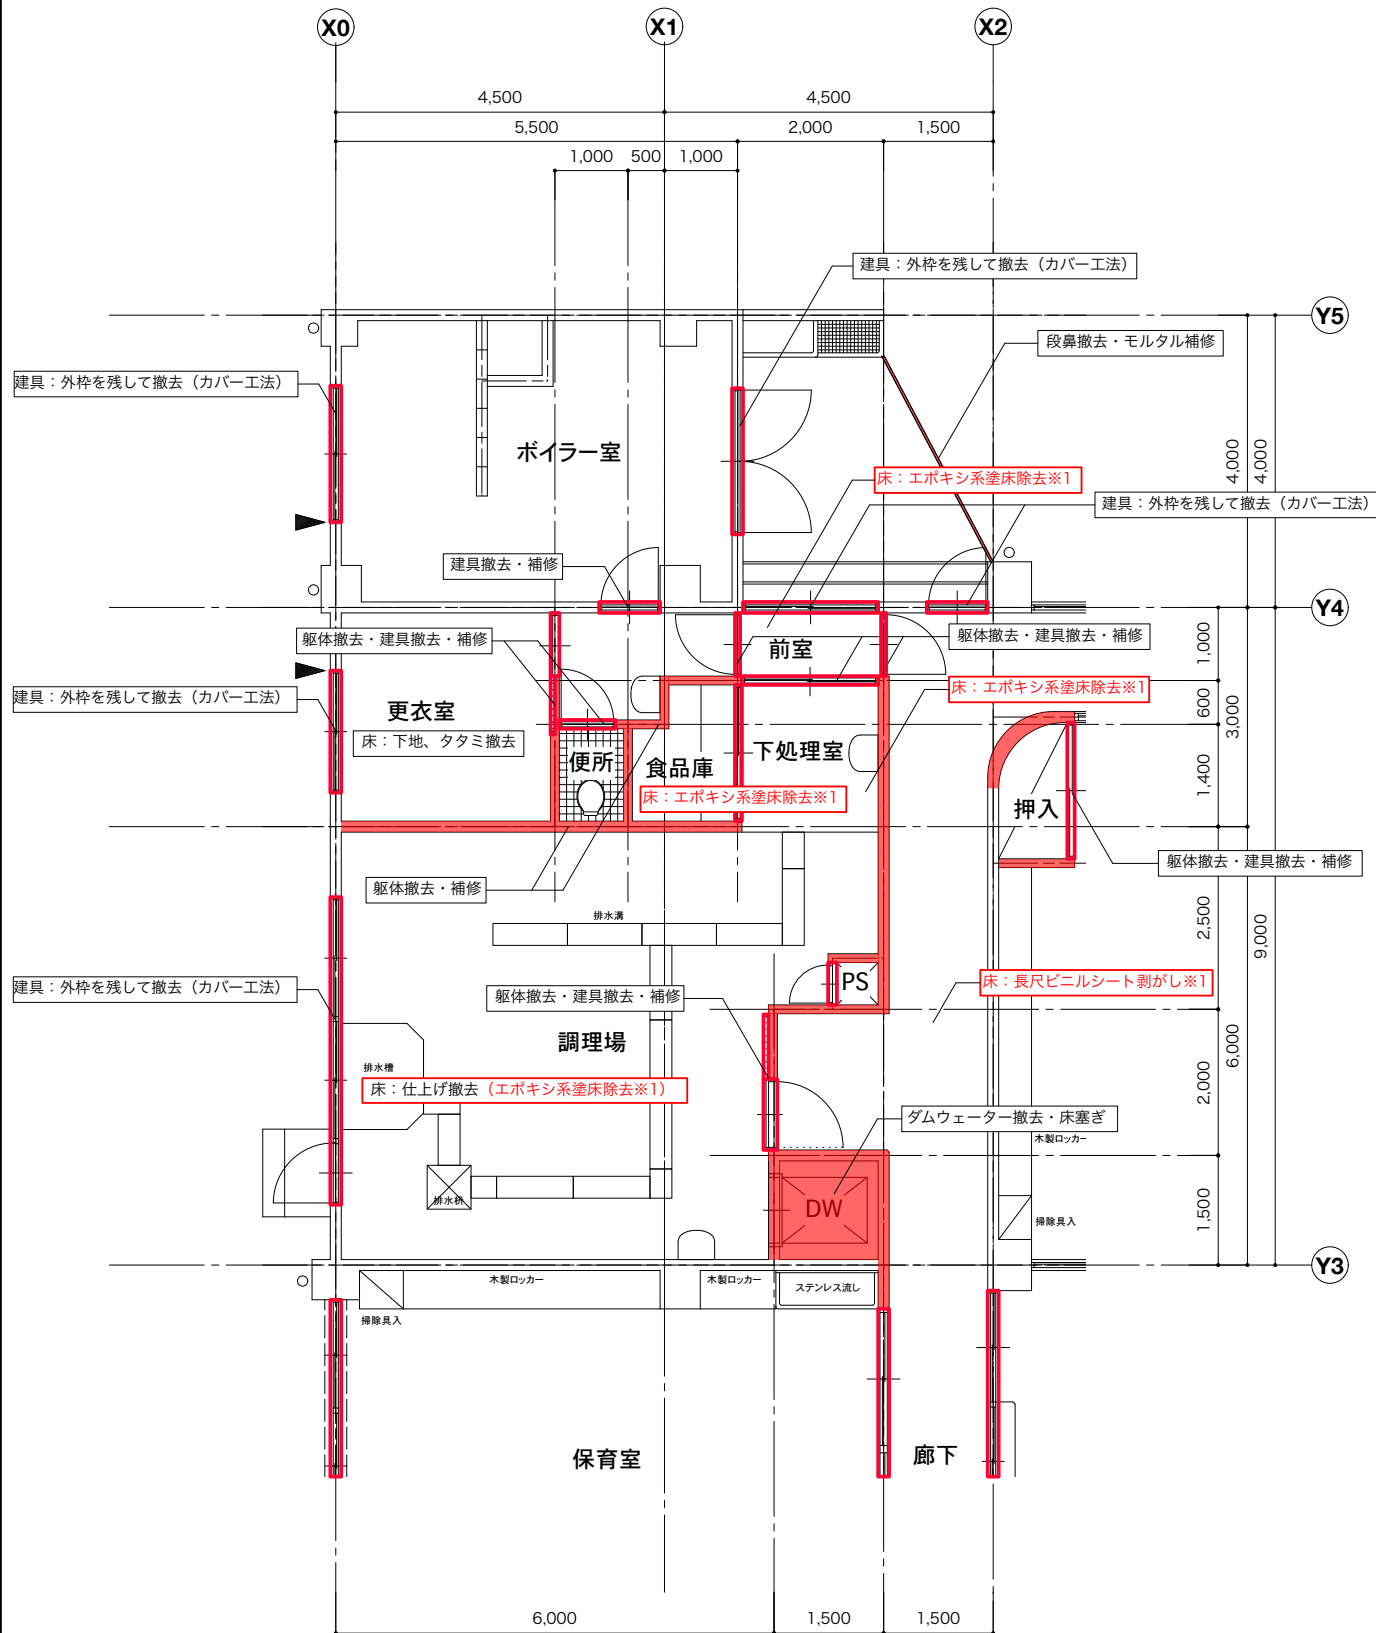 X0
X1
X2
4,500
4,500
5,500
2,000
1,500
1,000
500
1,000
建具：外枠を残して撤去（カバー工法）
Y5
段鼻撤去・モルタル補修
建具：外枠を残して撤去（カバー工法）
ボイラー室
4,000
4,000
床：エポキシ系塗床除去※1
建具：外枠を残して撤去（カバー工法）
建具撤去・補修
Y4
躯体撤去・建具撤去・補修
前室
躯体撤去・建具撤去・補修
1,000
建具：外枠を残して撤去（カバー工法）
床：エポキシ系塗床除去※1
600
3,000
更衣室
床：下地、タタミ撤去
便所
食品庫
下処理室
1,400
床：エポキシ系塗床除去※1
押入
躯体撤去・建具撤去・補修
躯体撤去・補修
排水溝
2,500
9,000
建具：外枠を残して撤去（カバー工法）
躯体撤去・建具撤去・補修
PS
床：長尺ビニルシート剥がし※1
調理場
6,000
排水槽
床：仕上げ撤去（エポキシ系塗床除去※1）
2,000
ダムウェーター撤去・床塞ぎ
木製ロッカー
排水桝
DW
1,500
掃除具入
Y3
木製ロッカー
木製ロッカー
ステンレス流し
掃除具入
保育室
廊下
6,000
1,500
1,500